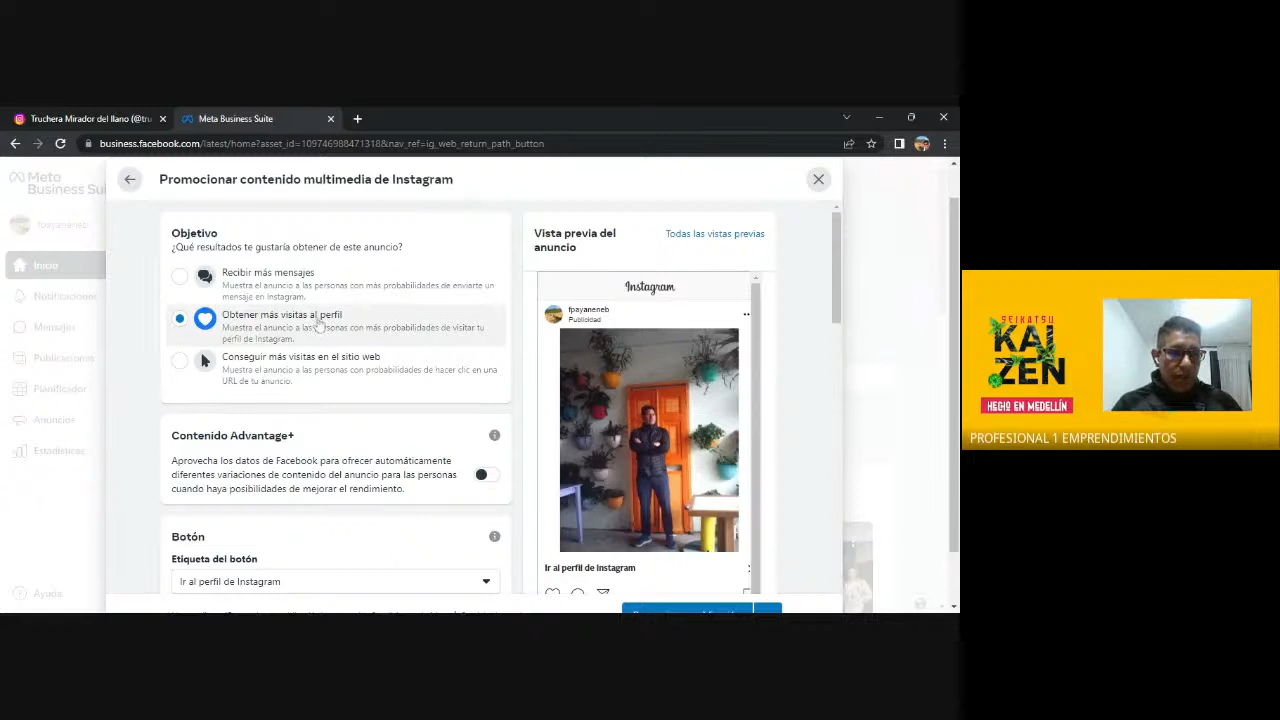 Truchera Mirador del llano (@tru
Meta Business Suite
business.facebook.com/latest/home?asset_id=109746988471318&nav_ref=ig_web_return_path_button
Meta
Business Suite
fpayaneneb
Inicio
Notificaciones
Mensajes
Publicaciones
Planificador
Anuncios
Estadísticas
Ayuda
Promocionar contenido multimedia de Instagram
Objetivo
¿Qué resultados te gustaría obtener de este anuncio?
Recibir más mensajes
Muestra el anuncio a las personas con más probabilidades de enviarte un
mensaje en Instagram.
Obtener más visitas al perfil
Muestra el anuncio a las personas con más probabilidades de visitar tu
perfil de Instagram.
Conseguir más visitas en el sitio web
Muestra el anuncio a las personas con probabilidades de hacer clic en una
URL de tu anuncio.
Contenido Advantage+
Aprovecha los datos de Facebook para ofrecer automáticamente
diferentes variaciones de contenido del anuncio para las personas
cuando haya posibilidades de mejorar el rendimiento.
Botón
Etiqueta del botón
Ir al perfil de Instagram
Vista previa del
anuncio
Todas las vistas previas
Instagram
fpayaneneb
Publicidad
Ir al perfil de Instagram
SEIKATSU
KAI
ZEN
HECHO EN MEDELLÍN
PROFESIONAL 1 EMPRENDIMIENTOS